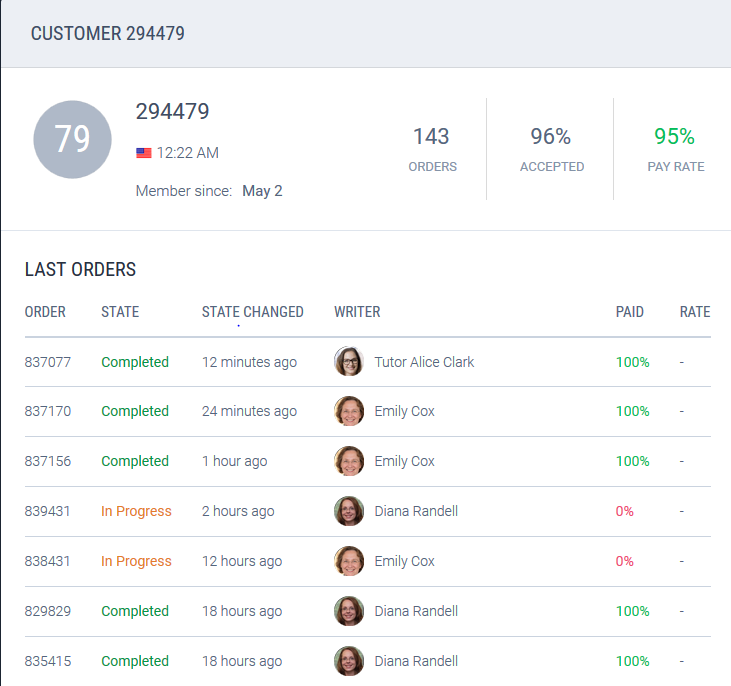 CUSTOMER 294479
79
294479
12:22 AM
Member since: May 2
143
ORDERS
96%
ACCEPTED
95%
PAY RATE
LAST ORDERS
ORDER STATE STATE CHANGED WRITER PAID RATE
837077 Completed 12 minutes ago Tutor Alice Clark 100% -
837170 Completed 24 minutes ago Emily Cox 100% -
837156 Completed 1 hour ago Emily Cox 100% -
839431 In Progress 2 hours ago Diana Randell 0% -
838431 In Progress 12 hours ago Emily Cox 0% -
829829 Completed 18 hours ago Diana Randell 100% -
835415 Completed 18 hours ago Diana Randell 100% -